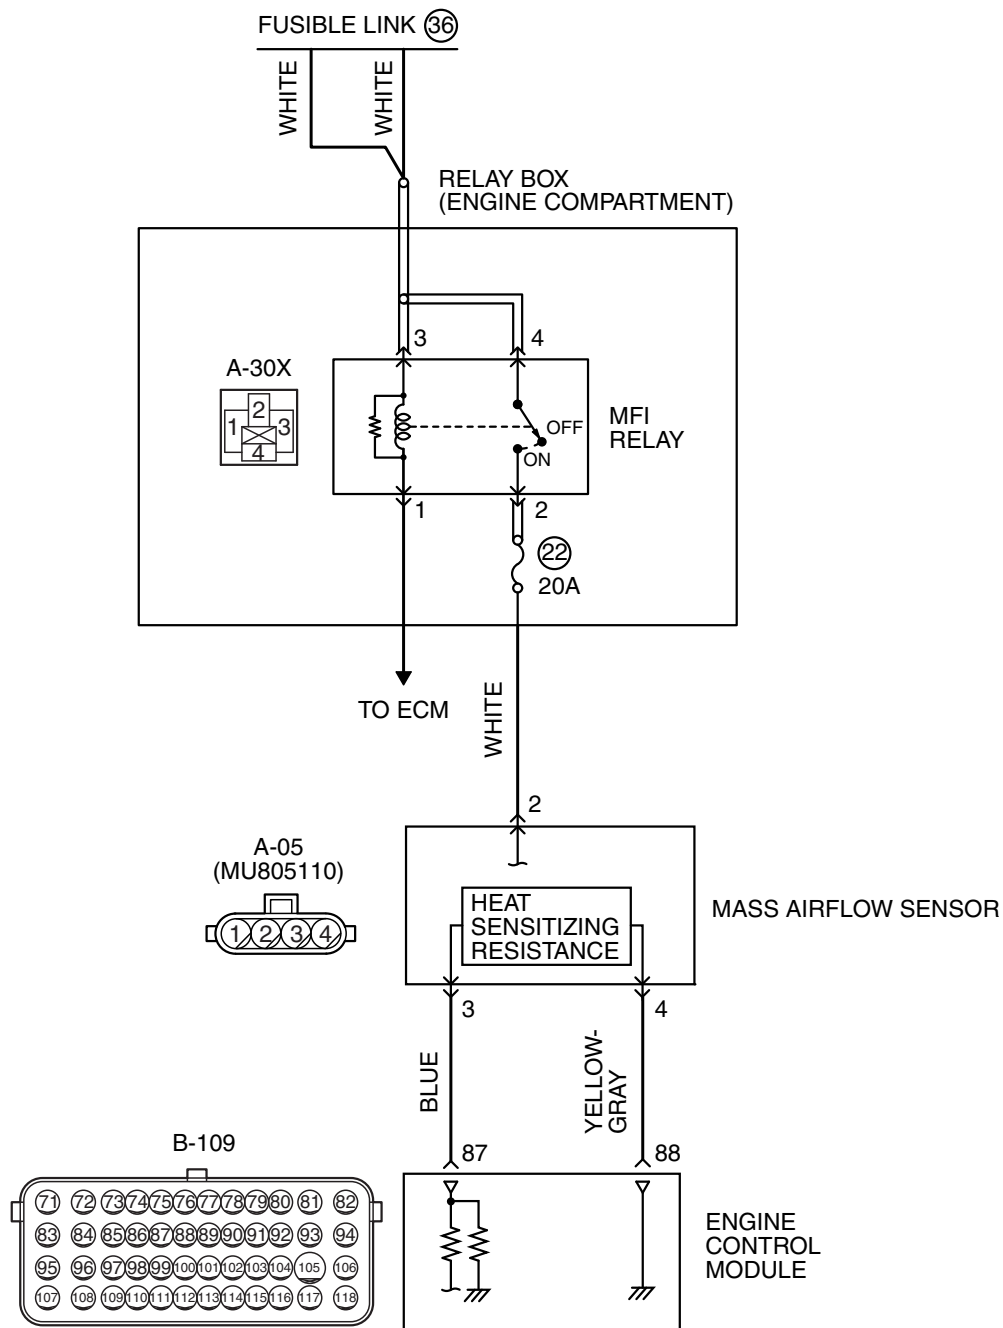 FUSIBLE LINK 36
WHITE
WHITE
RELAY BOX
(ENGINE COMPARTMENT)
3
4
A-30X
2
1
3
4
OFF
ON
MFI
RELAY
1
2
22
20A
TO ECM
WHITE
2
A-05
(MU805110)
1 2 3 4
HEAT
SENSITIZING
RESISTANCE
MASS AIRFLOW SENSOR
3
4
BLUE
YELLOW-
GRAY
B-109
87
88
71 72 73 74 75 76 77 78 79 80 81 82
83 84 85 86 87 88 89 90 91 92 93 94
95 96 97 98 99 100 101 102 103 104 105 106
107 108 109 110 111 112 113 114 115 116 117 118
ENGINE
CONTROL
MODULE